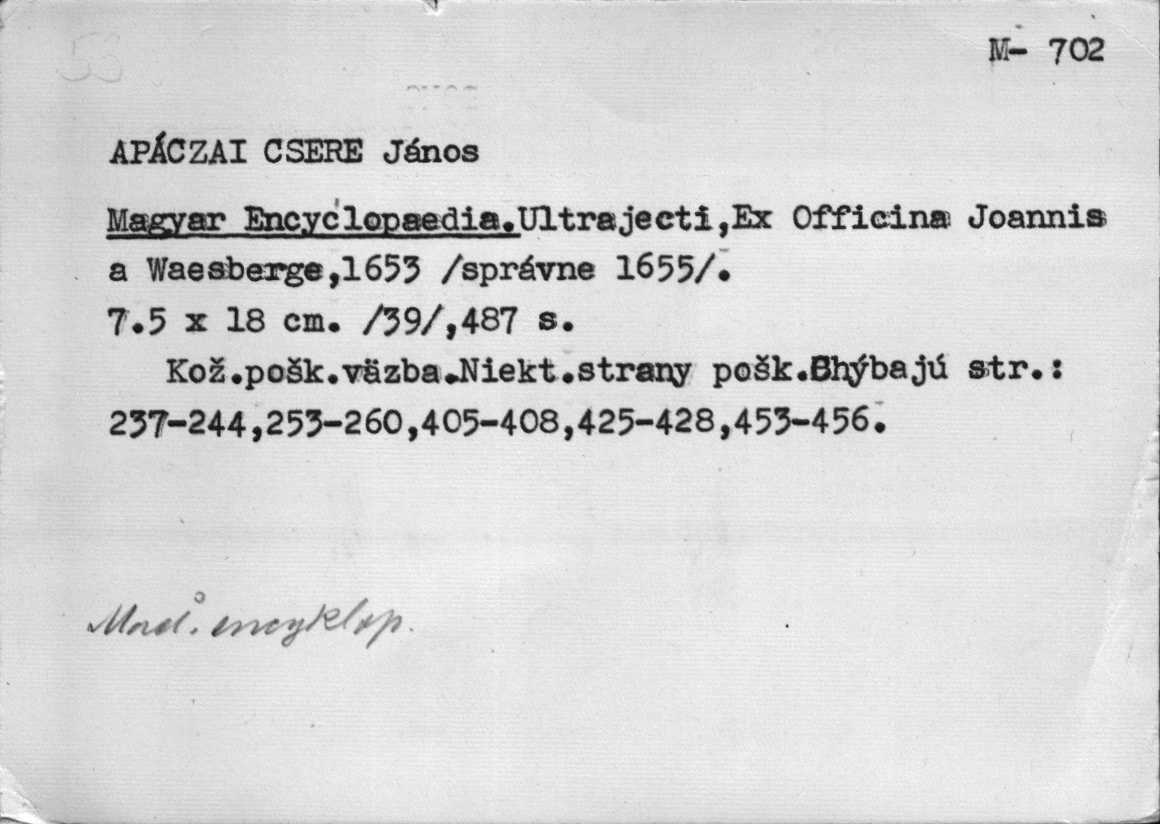 53
M- 702
APÁCZAI CSERE János
Magyar Encyclopaedia.Ultrajecti,Ex Officina Joannis
a Waesberge,1653 /správne 1655/.
7.5 x 18 cm. /39/,487 s.
Kož.pošk.väzba.Niekt.strany pošk.Chýbajú str.:
237-244,253-260,405-408,425-428,453-456.
Maď. encyklop.